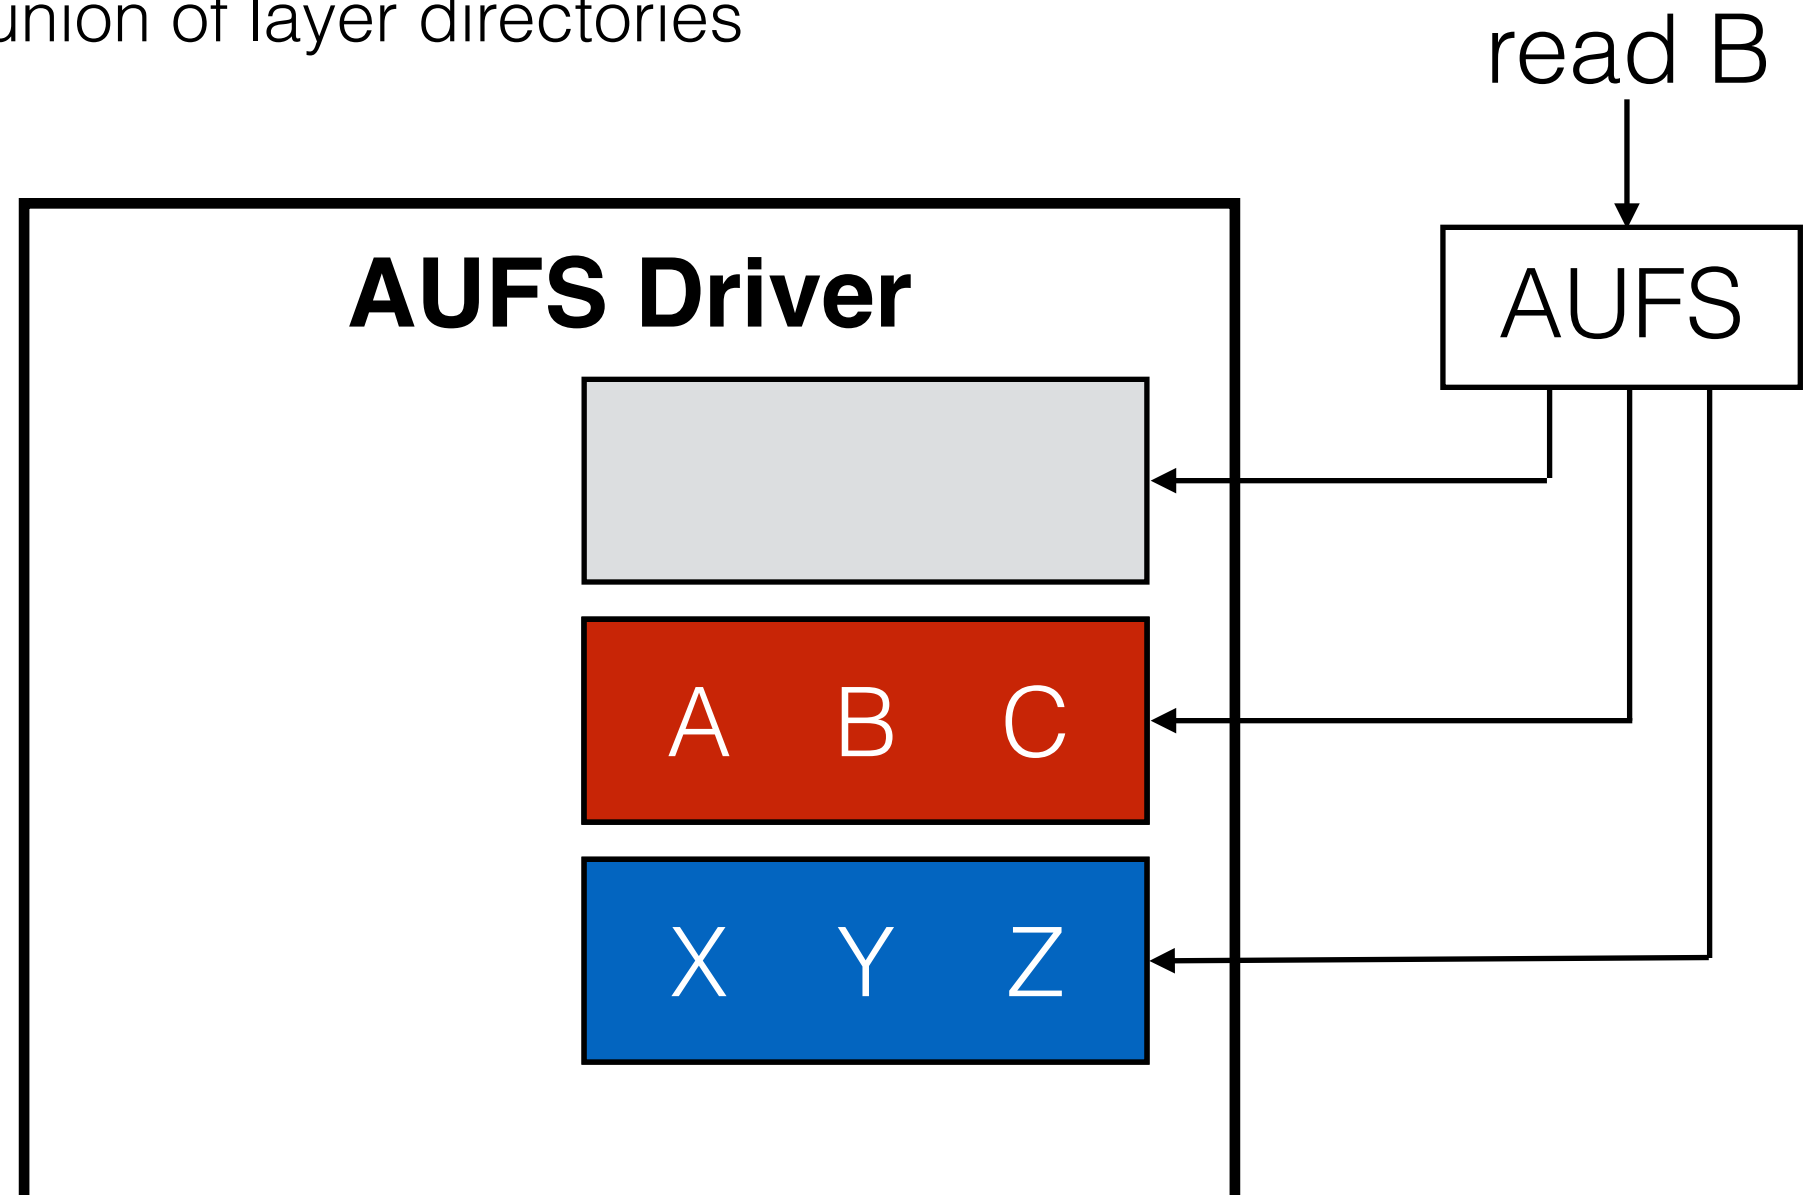 union of layer directories
read B
AUFS Driver
AUFS
A B C
X Y Z